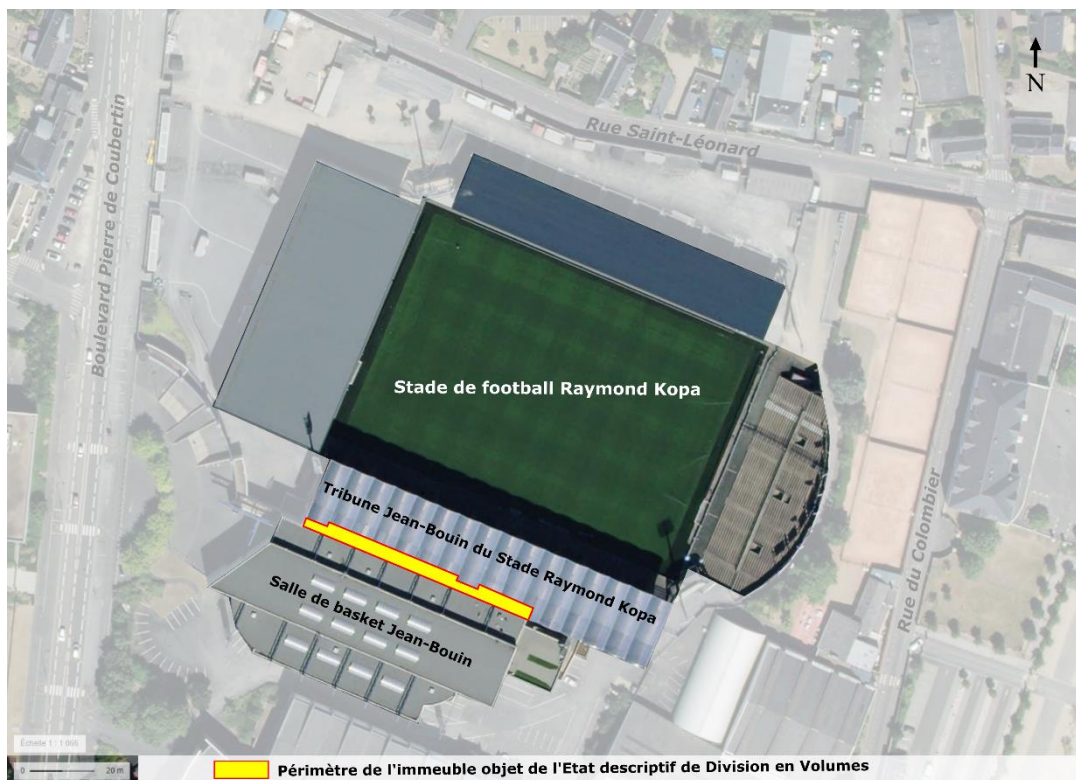 N
Rue Saint-Léonard
Boulevard Pierre de Coubertin
Stade de football Raymond Kopa
Tribune Jean-Bouin du Stade Raymond Kopa
Salle de basket Jean-Bouin
Rue du Colombier
Échelle 1 : 1 066
0 20 m
Périmètre de l'immeuble objet de l'Etat descriptif de Division en Volumes